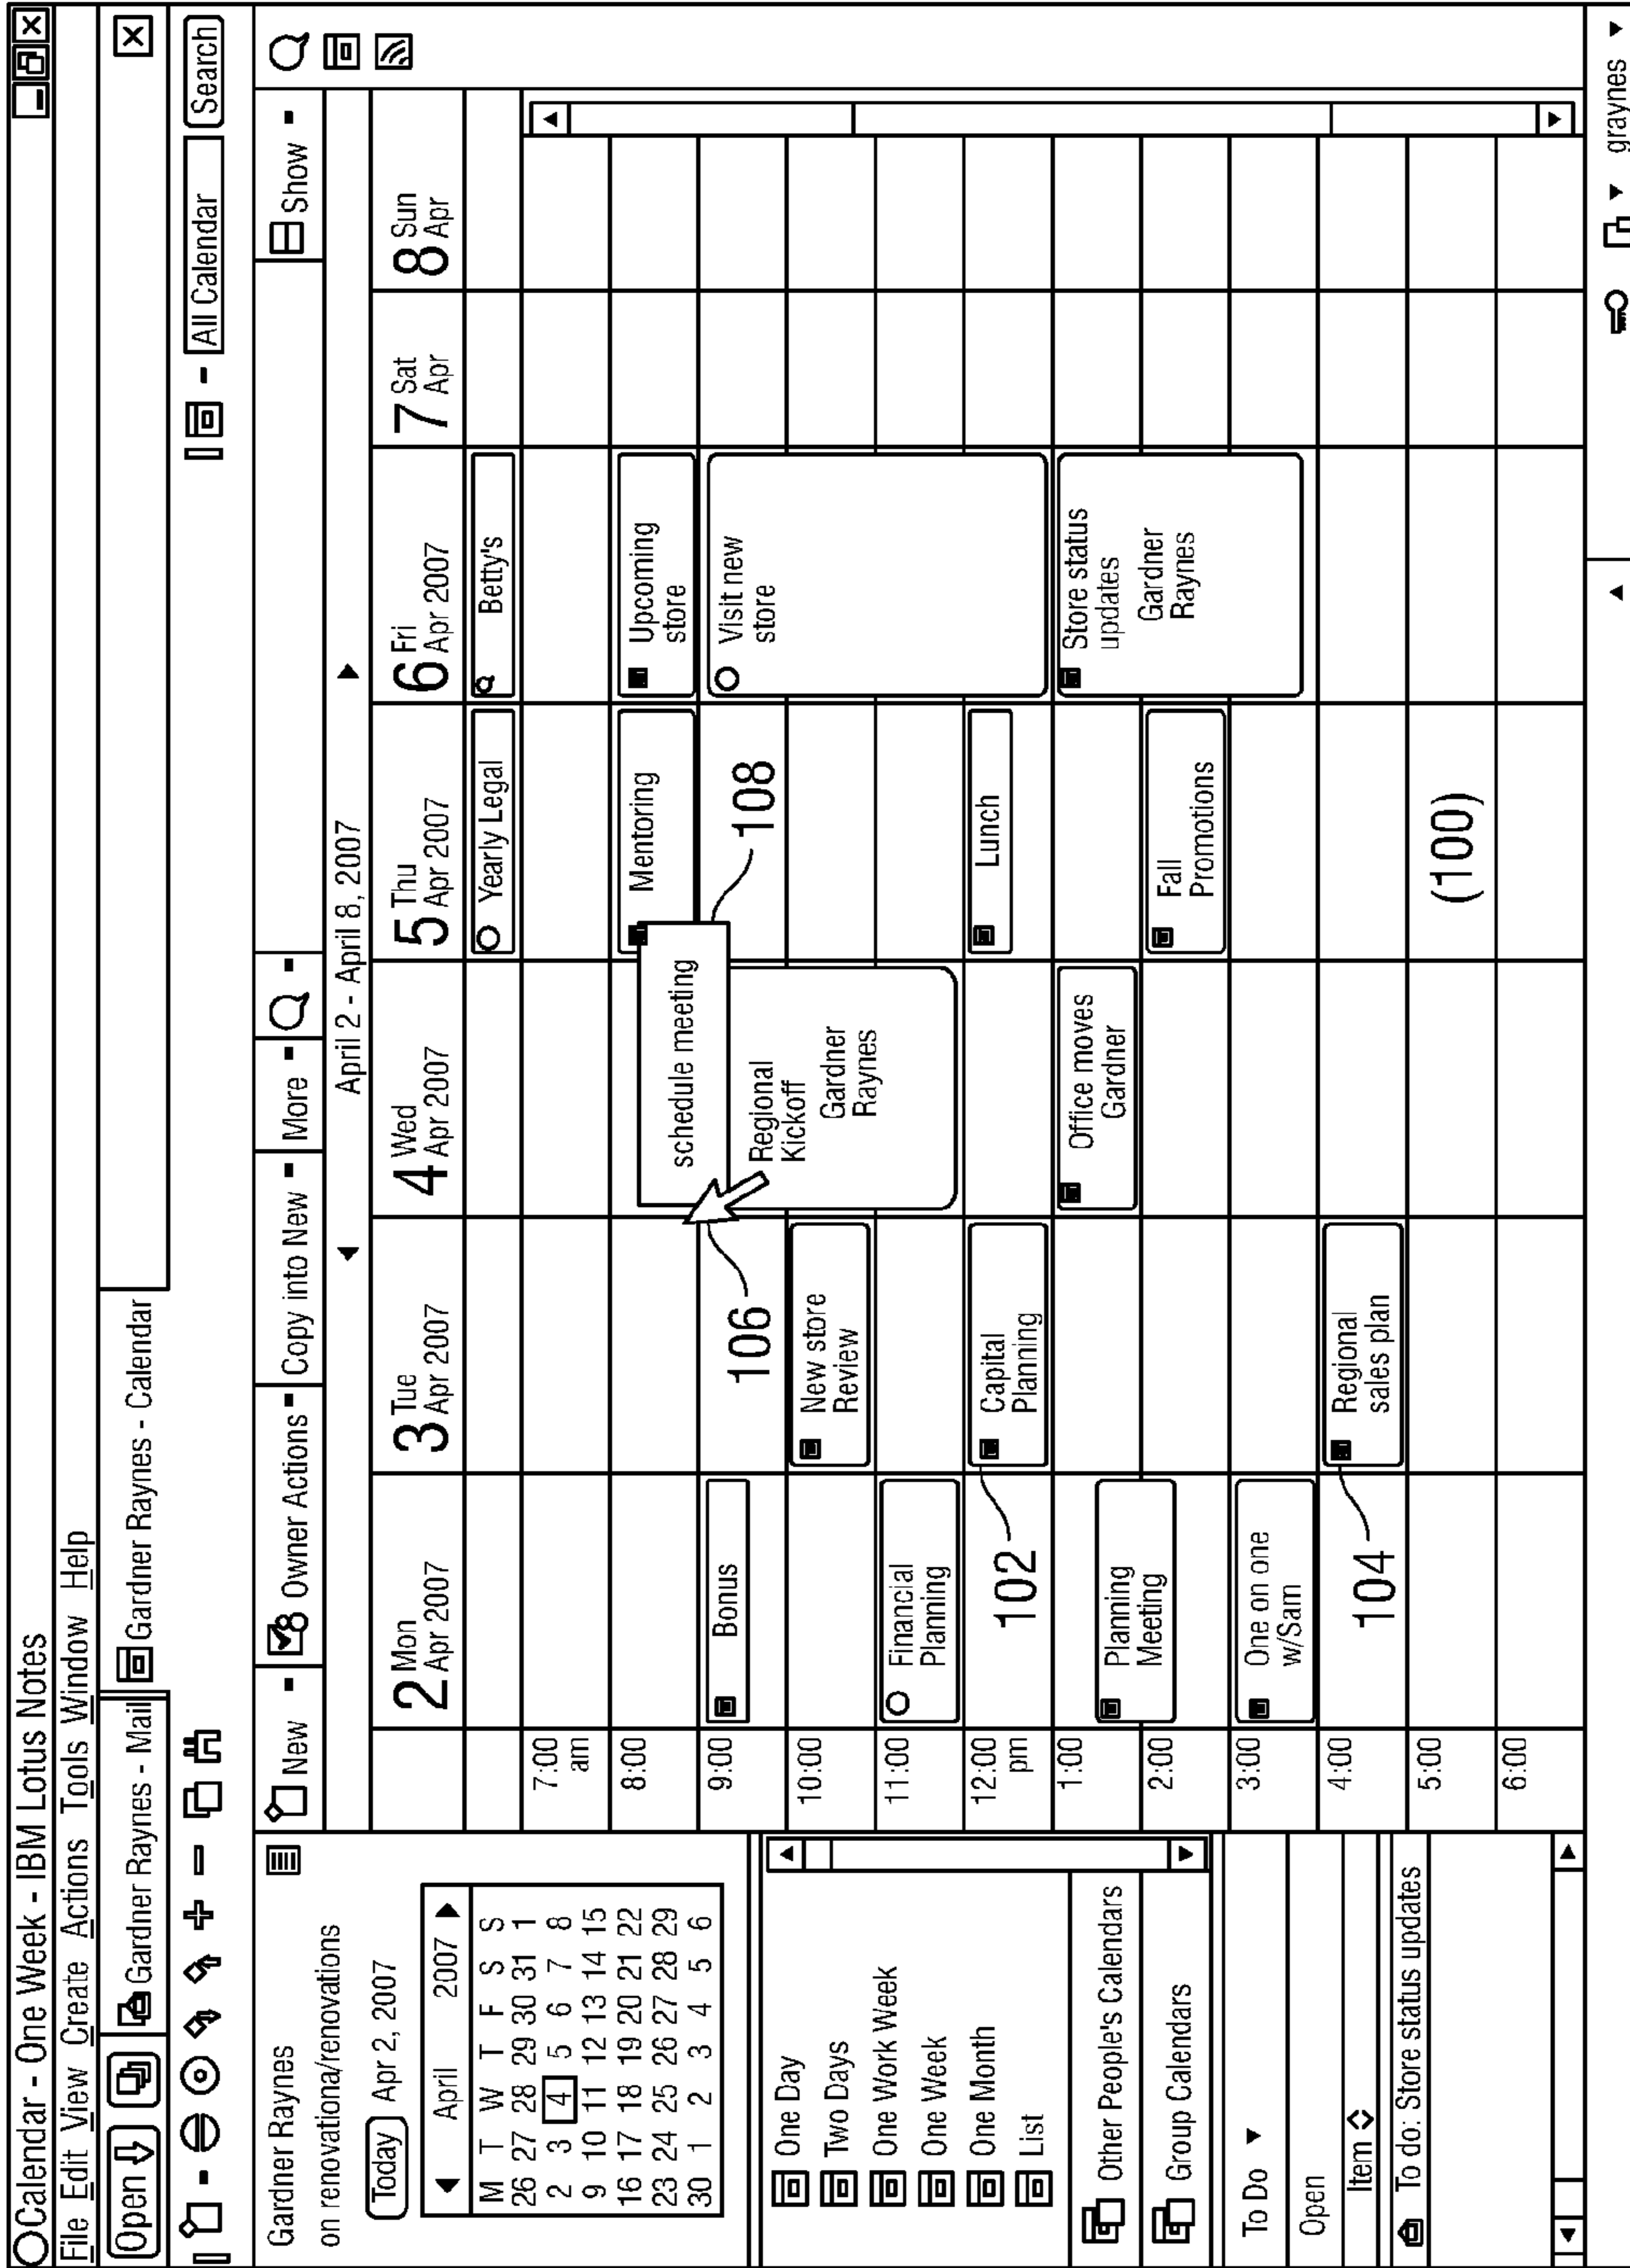 Calendar - One Week - IBM Lotus Notes
File Edit View Create Actions Tools Window Help
Open Gardner Raynes - Mail Gardner Raynes - Calendar
All Calendar Search
Gardner Raynes
on renovationa/renovations
Today Apr 2, 2007
April 2007
M T W T F S S
26 27 28 29 30 31 1
2 3 4 5 6 7 8
9 10 11 12 13 14 15
16 17 18 19 20 21 22
23 24 25 26 27 28 29
30 1 2 3 4 5 6
One Day
Two Days
One Work Week
One Week
One Month
List
Other People's Calendars
Group Calendars
To Do
Open
Item
To do: Store status updates
New Owner Actions Copy into New More Show
April 2 - April 8, 2007
2 Mon Apr 2007
3 Tue Apr 2007
4 Wed Apr 2007
5 Thu Apr 2007
6 Fri Apr 2007
7 Sat Apr
8 Sun Apr
Yearly Legal
Betty's
7:00
am
8:00
schedule meeting
Mentoring
108
Upcoming
store
9:00
Bonus
106
Regional
Kickoff
Gardner
Raynes
Visit new
store
10:00
New store
Review
11:00
Financial
Planning
12:00
pm
102
Capital
Planning
Lunch
1:00
Planning
Meeting
Office moves
Gardner
Store status
updates
Gardner
Raynes
2:00
Fall
Promotions
3:00
One on one
w/Sam
4:00
104
Regional
sales plan
5:00
(100)
6:00
graynes